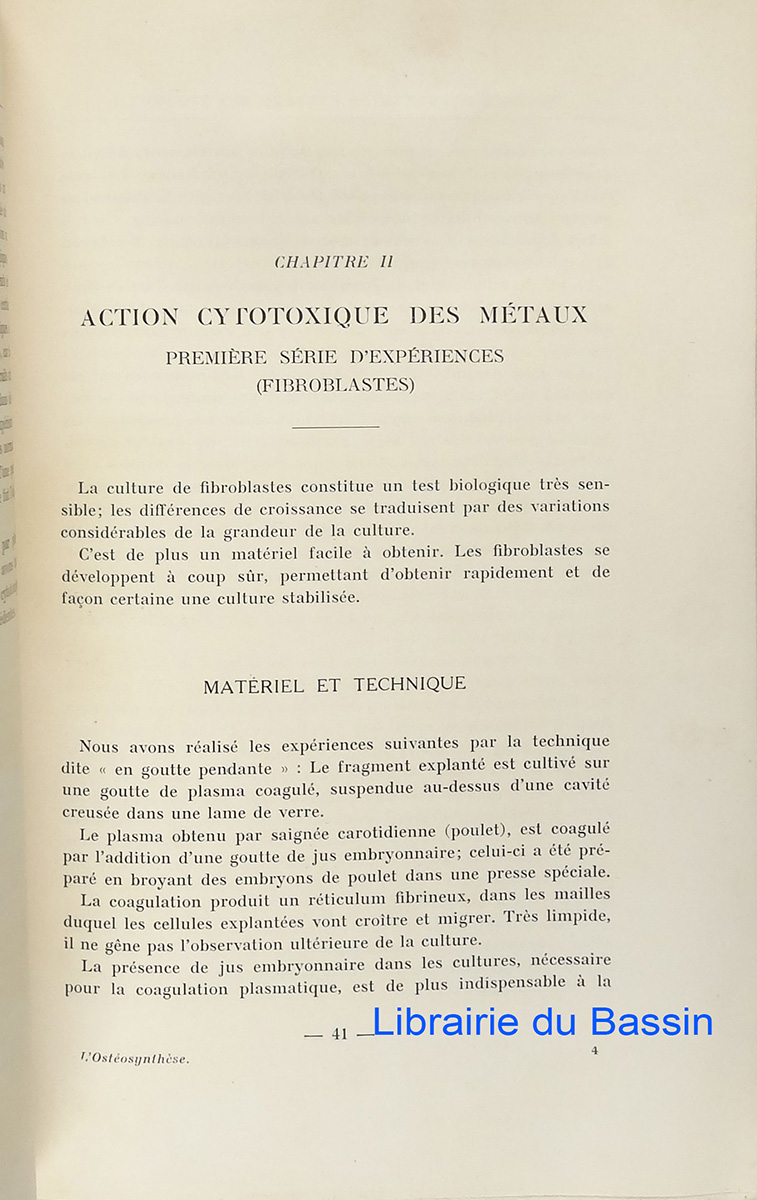 CHAPITRE II
ACTION CYTOTOXIQUE DES MÉTAUX
PREMIÈRE SÉRIE D'EXPÉRIENCES
(FIBROBLASTES)
La culture de fibroblastes constitue un test biologique très sen-
sible; les différences de croissance se traduisent par des variations
considérables de la grandeur de la culture.
C'est de plus un matériel facile à obtenir. Les fibroblastes se
développent à coup sûr, permettant d'obtenir rapidement et de
façon certaine une culture stabilisée.
MATÉRIEL ET TECHNIQUE
Nous avons réalisé les expériences suivantes par la technique
dite « en goutte pendante » : Le fragment explanté est cultivé sur
une goutte de plasma coagulé, suspendue au-dessus d'une cavité
creusée dans une lame de verre.
Le plasma obtenu par saignée carotidienne (poulet), est coagulé
par l'addition d'une goutte de jus embryonnaire; celui-ci a été pré-
paré en broyant des embryons de poulet dans une presse spéciale.
La coagulation produit un réticulum fibrineux, dans les mailles
duquel les cellules explantées vont croître et migrer. Très limpide,
il ne gêne pas l'observation ultérieure de la culture.
La présence de jus embryonnaire dans les cultures, nécessaire
pour la coagulation plasmatique, est de plus indispensable à la
— 41 —
Librairie du Bassin
L'Ostéosynthèse.
4